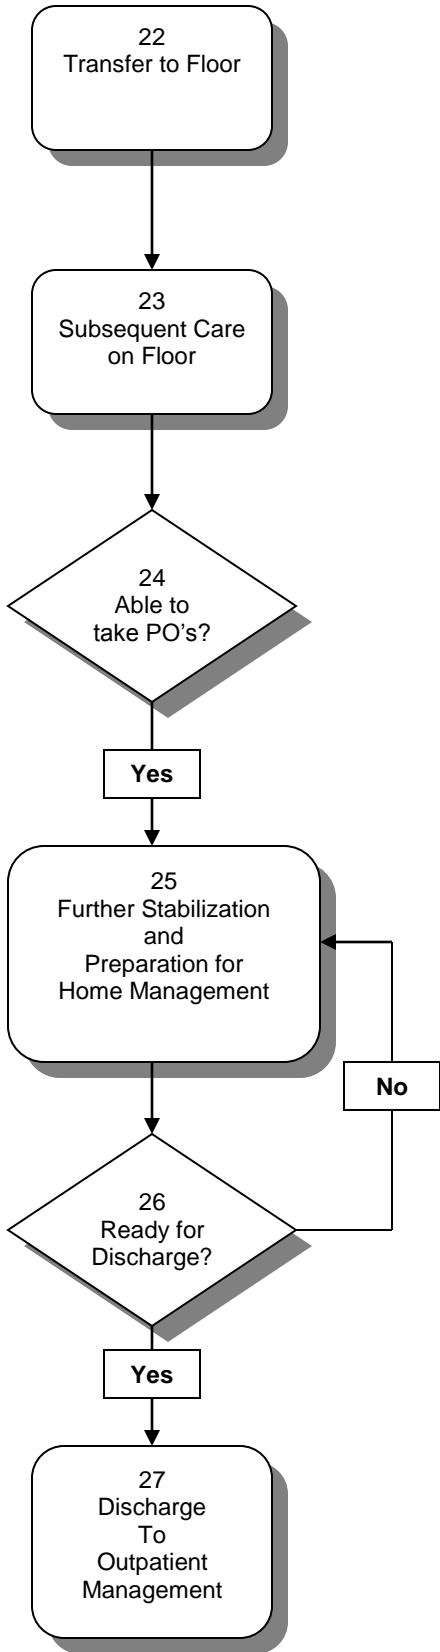 22
Transfer to Floor
23
Subsequent Care
on Floor
24
Able to
take PO’s?
Yes
25
Further Stabilization
and
Preparation for
Home Management
No
26
Ready for
Discharge?
Yes
27
Discharge
To
Outpatient
Management